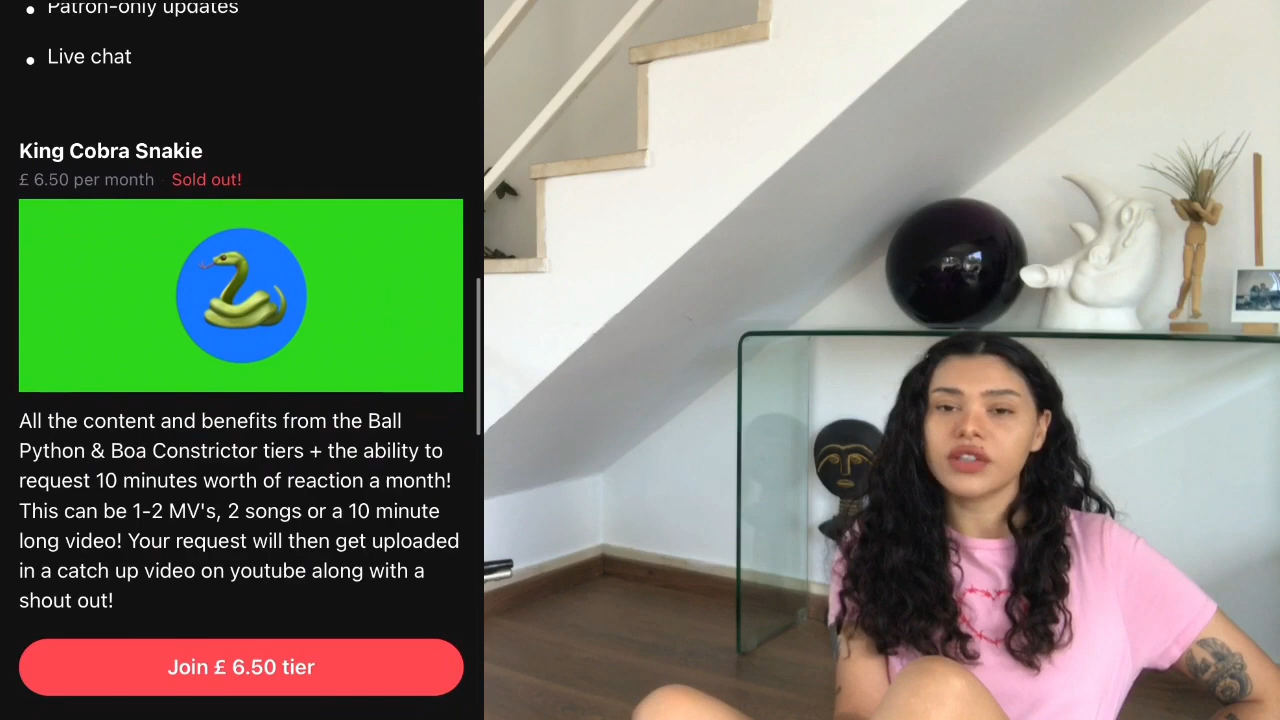 Patron-only updates
Live chat
King Cobra Snakie
£ 6.50 per month · Sold out!
All the content and benefits from the Ball
Python & Boa Constrictor tiers + the ability to
request 10 minutes worth of reaction a month!
This can be 1-2 MV's, 2 songs or a 10 minute
long video! Your request will then get uploaded
in a catch up video on youtube along with a
shout out!
Join £ 6.50 tier